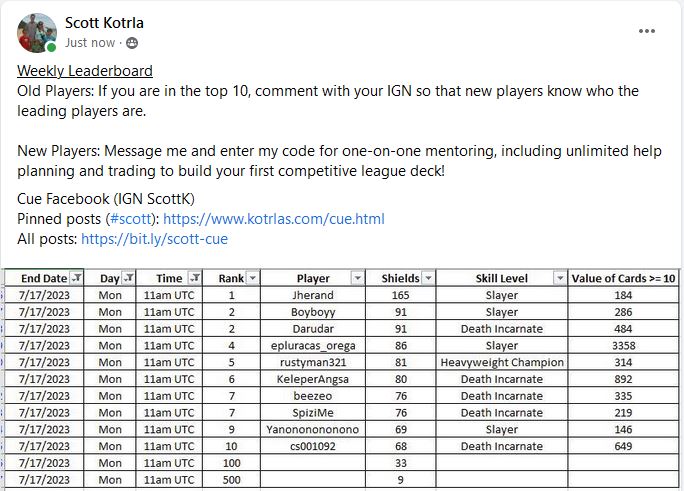 Scott Kotrla
Just now ·
Weekly Leaderboard
Old Players: If you are in the top 10, comment with your IGN so that new players know who the
leading players are.
New Players: Message me and enter my code for one-on-one mentoring, including unlimited help
planning and trading to build your first competitive league deck!
Cue Facebook (IGN ScottK)
Pinned posts (#scott): https://www.kotrlas.com/cue.html
All posts: https://bit.ly/scott-cue
End Date Day Time Rank Player Shields Skill Level Value of Cards >= 10
7/17/2023 Mon 11am UTC 1 Jherand 165 Slayer 184
7/17/2023 Mon 11am UTC 2 Boyboyy 91 Slayer 286
7/17/2023 Mon 11am UTC 2 Darudar 91 Death Incarnate 484
7/17/2023 Mon 11am UTC 4 epluracas_orega 86 Slayer 3358
7/17/2023 Mon 11am UTC 5 rustyman321 81 Heavyweight Champion 314
7/17/2023 Mon 11am UTC 6 KeleperAngsa 80 Death Incarnate 892
7/17/2023 Mon 11am UTC 7 beezeo 76 Death Incarnate 335
7/17/2023 Mon 11am UTC 7 SpiziMe 76 Death Incarnate 219
7/17/2023 Mon 11am UTC 9 Yanononononono 69 Slayer 146
7/17/2023 Mon 11am UTC 10 cs001092 68 Death Incarnate 649
7/17/2023 Mon 11am UTC 100 33
7/17/2023 Mon 11am UTC 500 9